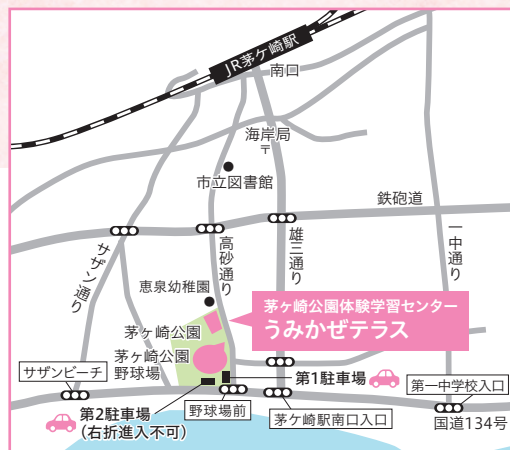 JR茅ケ崎駅
南口
海岸局
〒
市立図書館
鉄砲道
サザン通り
高砂通り
雄三通り
一中通り
恵泉幼稚園
茅ヶ崎公園体験学習センター
うみかぜテラス
茅ケ崎公園
茅ケ崎公園
野球場
サザンビーチ
第1駐車場
第一中学校入口
第2駐車場
(右折進入不可)
野球場前
茅ケ崎駅南口入口
国道134号